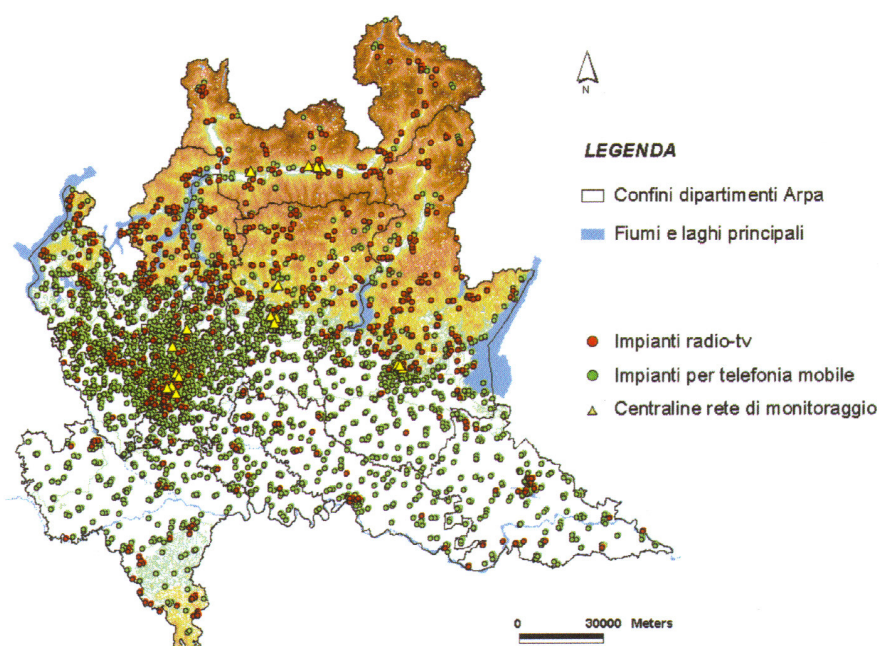 N
LEGENDA
Confini dipartimenti Arpa
Fiumi e laghi principali
Impianti radio-tv
Impianti per telefonia mobile
Centraline rete di monitoraggio
0 30000 Meters